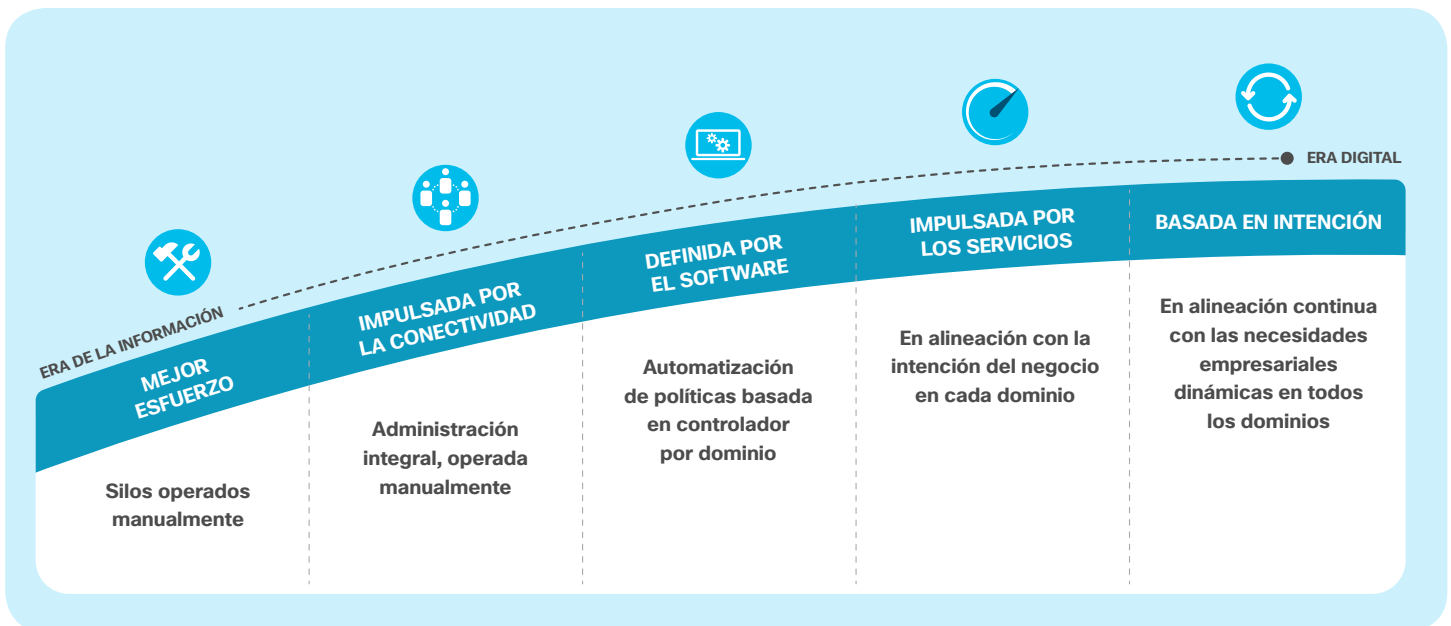 ERA DE LA INFORMACIÓN
ERA DIGITAL
MEJOR
ESFUERZO
Silos operados
manualmente
IMPULSADA POR
LA CONECTIVIDAD
Administración
integral, operada
manualmente
DEFINIDA POR
EL SOFTWARE
Automatización
de políticas basada
en controlador
por dominio
IMPULSADA POR
LOS SERVICIOS
En alineación con la
intención del negocio
en cada dominio
BASADA EN INTENCIÓN
En alineación continua
con las necesidades
empresariales
dinámicas en todos
los dominios